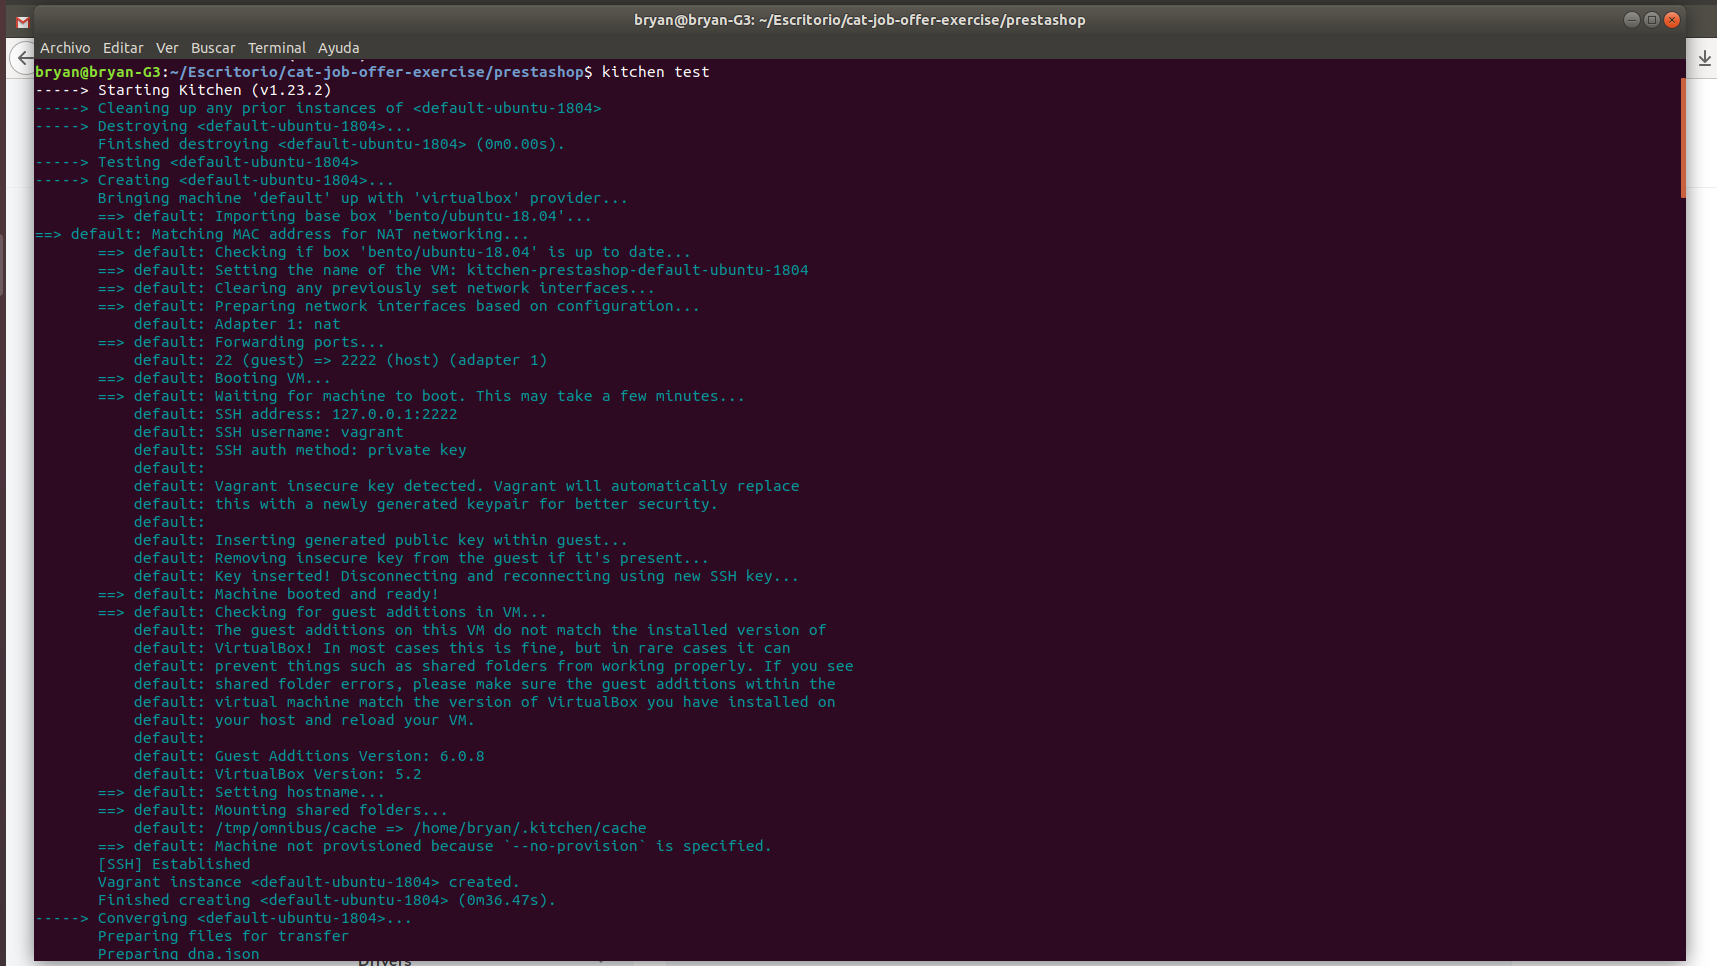 bryan@bryan-G3: ~/Escritorio/cat-job-offer-exercise/prestashop
Archivo Editar Ver Buscar Terminal Ayuda
bryan@bryan-G3:~/Escritorio/cat-job-offer-exercise/prestashop$ kitchen test
-----> Starting Kitchen (v1.23.2)
-----> Cleaning up any prior instances of <default-ubuntu-1804>
-----> Destroying <default-ubuntu-1804>...
Finished destroying <default-ubuntu-1804> (0m0.00s).
-----> Testing <default-ubuntu-1804>
-----> Creating <default-ubuntu-1804>...
Bringing machine 'default' up with 'virtualbox' provider...
==> default: Importing base box 'bento/ubuntu-18.04'...
==> default: Matching MAC address for NAT networking...
==> default: Checking if box 'bento/ubuntu-18.04' is up to date...
==> default: Setting the name of the VM: kitchen-prestashop-default-ubuntu-1804
==> default: Clearing any previously set network interfaces...
==> default: Preparing network interfaces based on configuration...
default: Adapter 1: nat
==> default: Forwarding ports...
default: 22 (guest) => 2222 (host) (adapter 1)
==> default: Booting VM...
==> default: Waiting for machine to boot. This may take a few minutes...
default: SSH address: 127.0.0.1:2222
default: SSH username: vagrant
default: SSH auth method: private key
default:
default: Vagrant insecure key detected. Vagrant will automatically replace
default: this with a newly generated keypair for better security.
default:
default: Inserting generated public key within guest...
default: Removing insecure key from the guest if it's present...
default: Key inserted! Disconnecting and reconnecting using new SSH key...
==> default: Machine booted and ready!
==> default: Checking for guest additions in VM...
default: The guest additions on this VM do not match the installed version of
default: VirtualBox! In most cases this is fine, but in rare cases it can
default: prevent things such as shared folders from working properly. If you see
default: shared folder errors, please make sure the guest additions within the
default: virtual machine match the version of VirtualBox you have installed on
default: your host and reload your VM.
default:
default: Guest Additions Version: 6.0.8
default: VirtualBox Version: 5.2
==> default: Setting hostname...
==> default: Mounting shared folders...
default: /tmp/omnibus/cache => /home/bryan/.kitchen/cache
==> default: Machine not provisioned because `--no-provision` is specified.
[SSH] Established
Vagrant instance <default-ubuntu-1804> created.
Finished creating <default-ubuntu-1804> (0m36.47s).
-----> Converging <default-ubuntu-1804>...
Preparing files for transfer
Preparing dna.json
Drivers